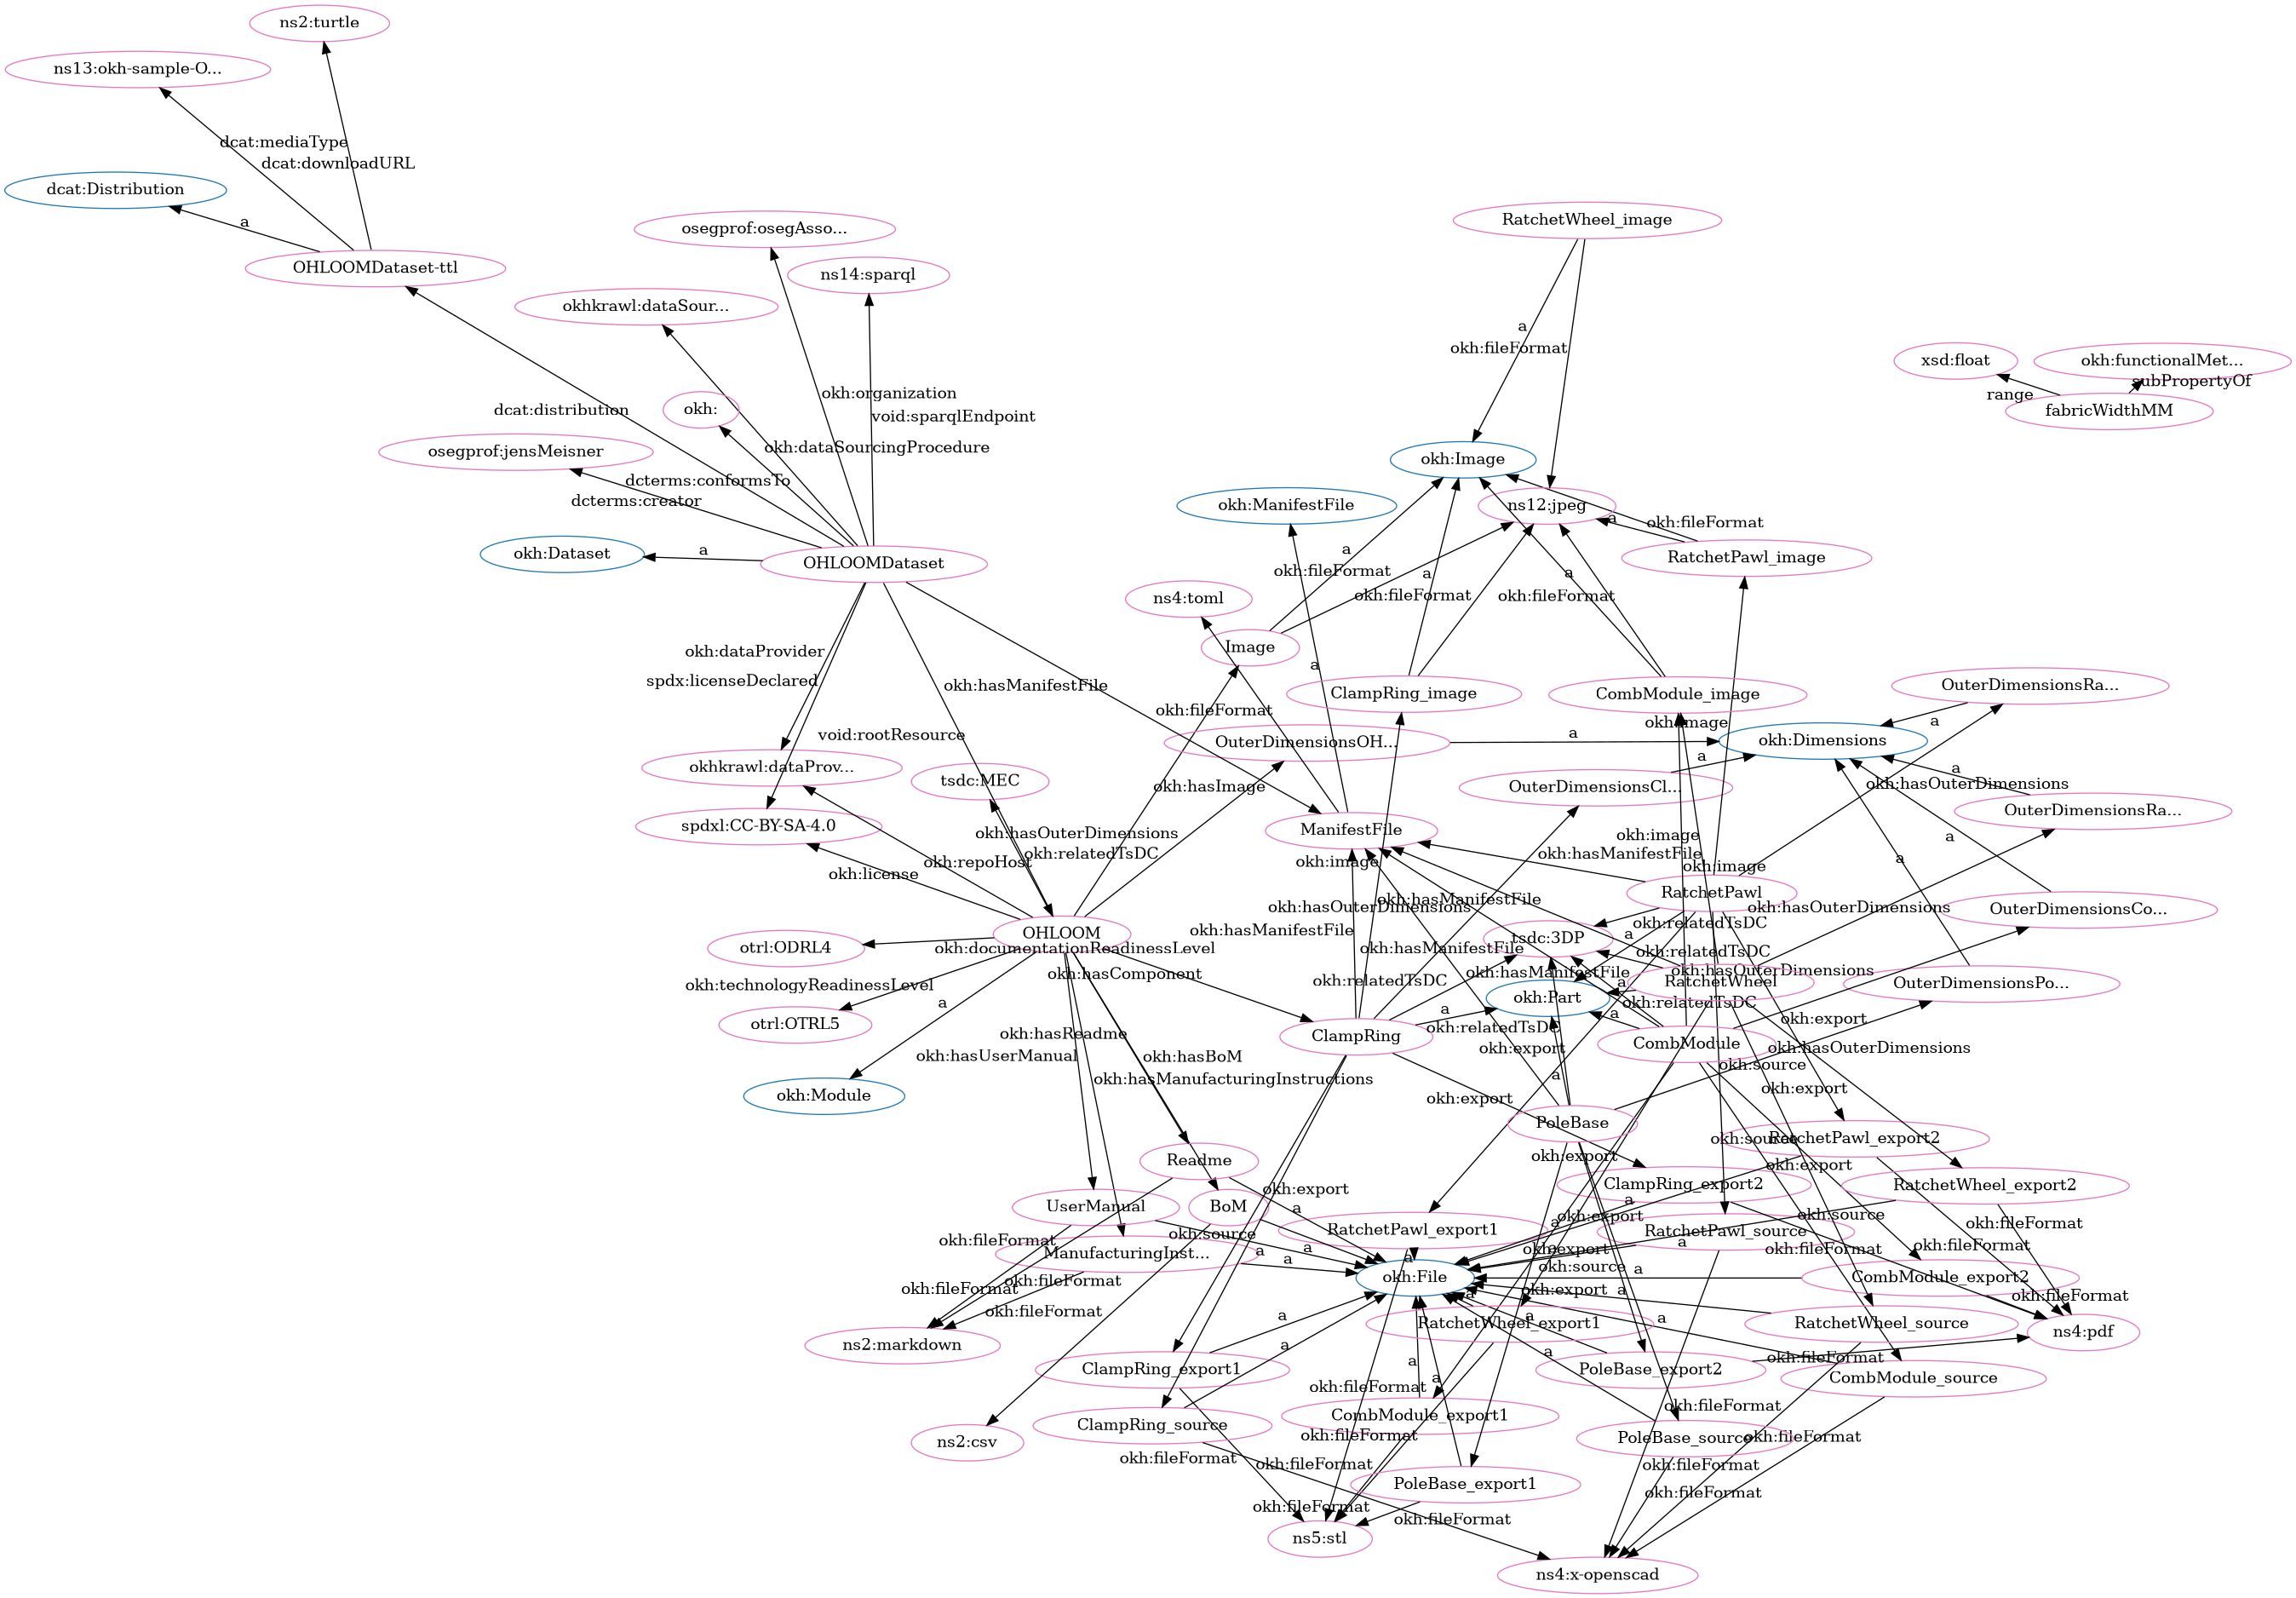 ns2:turtle
ns13:okh-sample-O...
dcat:mediaType
dcat:downloadURL
dcat:Distribution
a
RatchetWheel_image
osegprof:osegAsso...
OHLOOMDataset-ttl
ns14:sparql
okhkrawl:dataSour...
a
okh:fileFormat
xsd:float
okh:functionalMet...
subPropertyOf
range
okh:organization
dcat:distribution
okh:
fabricWidthMM
void:sparqlEndpoint
okh:dataSourcingProcedure
osegprof:jensMeisner
okh:Image
dcterms:conformsTo
dcterms:creator
okh:ManifestFile
ns12:jpeg
a
okh:fileFormat
okh:Dataset
a
OHLOOMDataset
a
RatchetPawl_image
okh:fileFormat
a
a
okh:fileFormat
okh:fileFormat
ns4:toml
Image
okh:dataProvider
a
spdx:licenseDeclared
okh:hasManifestFile
ClampRing_image
CombModule_image
OuterDimensionsRa...
okh:fileFormat
okh:image
a
void:rootResource
OuterDimensionsOH...
a
okh:Dimensions
okhkrawl:dataProv...
tsdc:MEC
okh:hasImage
OuterDimensionsCl...
a
a
okh:hasOuterDimensions
OuterDimensionsRa...
spdxl:CC-BY-SA-4.0
okh:hasOuterDimensions
ManifestFile
okh:image
a
okh:relatedTsDC
okh:repoHost
okh:image
okh:hasManifestFile
okh:image
a
okh:license
RatchetPawl
okh:hasOuterDimensions
okh:hasManifestFile
okh:hasOuterDimensions
OuterDimensionsCo...
OHLOOM
okh:hasManifestFile
okh:relatedTsDC
otrl:ODRL4
okh:documentationReadinessLevel
okh:hasManifestFile
tsdc:3DP
a
okh:relatedTsDC
okh:hasComponent
okh:relatedTsDC
okh:hasManifestFile
a
okh:hasOuterDimensions
RatchetWheel
OuterDimensionsPo...
okh:technologyReadinessLevel
a
okh:Part
okh:relatedTsDC
otrl:OTRL5
okh:hasReadme
a
okh:relatedTsDC
a
okh:export
ClampRing
okh:export
CombModule
okh:hasOuterDimensions
okh:hasUserManual
okh:hasBoM
okh:source
okh:hasManufacturingInstructions
a
okh:export
okh:Module
okh:export
PoleBase
okh:source
RatchetPawl_export2
Readme
okh:export
okh:export
ClampRing_export2
RatchetWheel_export2
okh:export
UserManual
BoM
a
a
okh:export
okh:source
okh:fileFormat
okh:source
a
RatchetPawl_export1
RatchetPawl_source
okh:fileFormat
okh:fileFormat
ManufacturingInst...
a
a
a
a
okh:export
a
okh:fileFormat
okh:source
okh:fileFormat
okh:fileFormat
okh:File
a
CombModule_export2
okh:export
a
a
okh:fileFormat
okh:fileFormat
a
RatchetWheel_export1
a
a
RatchetWheel_source
ns4:pdf
ns2:markdown
a
a
okh:fileFormat
ClampRing_export1
a
a
PoleBase_export2
CombModule_source
okh:fileFormat
okh:fileFormat
CombModule_export1
ClampRing_source
okh:fileFormat
PoleBase_source
okh:fileFormat
ns2:csv
okh:fileFormat
okh:fileFormat
okh:fileFormat
PoleBase_export1
okh:fileFormat
okh:fileFormat
okh:fileFormat
ns5:stl
ns4:x-openscad